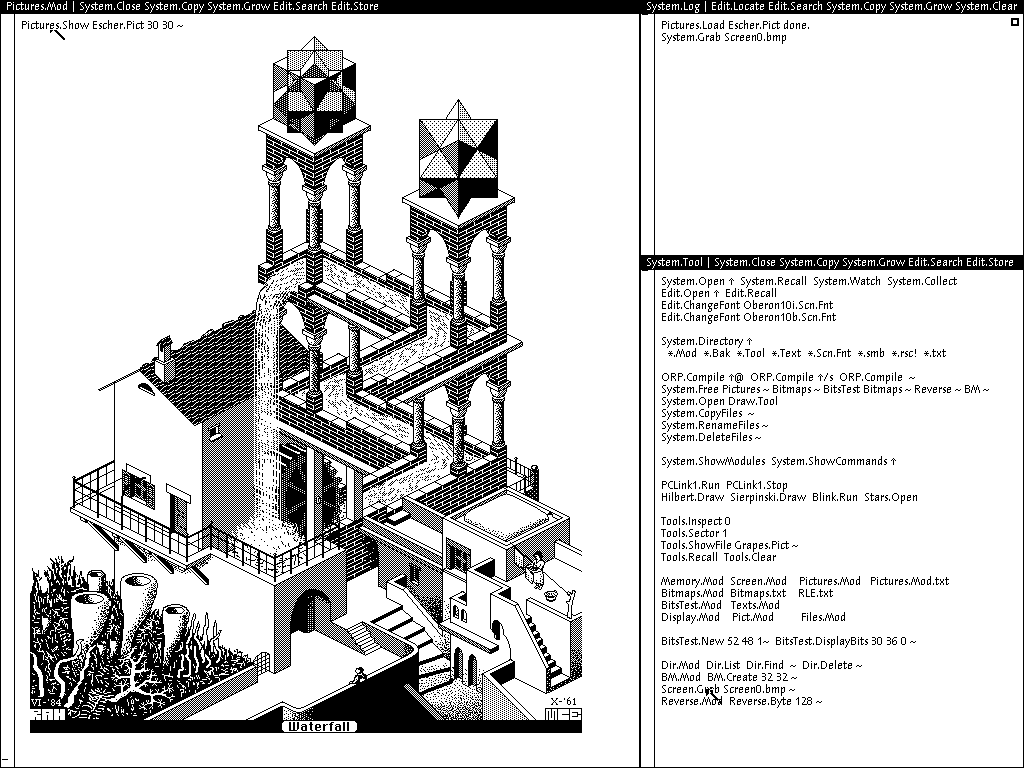 Pictures.Mod | System.Close System.Copy System.Grow Edit.Search Edit.Store
Pictures.Show Escher.Pict 30 30 ~
VI-'84
RAH
X-'61
Waterfall
System.Log | Edit.Locate Edit.Search System.Copy System.Grow System.Clear
Pictures.Load Escher.Pict done.
System.Grab Screen0.bmp
System.Tool | System.Close System.Copy System.Grow Edit.Search Edit.Store
System.Open ↑ System.Recall System.Watch System.Collect
Edit.Open ↑ Edit.Recall
Edit.ChangeFont Oberon10i.Scn.Fnt
Edit.ChangeFont Oberon10b.Scn.Fnt
System.Directory ↑
*.Mod *.Bak *.Tool *.Text *.Scn.Fnt *.smb *.rsc! *.txt
ORP.Compile ↑@ ORP.Compile ↑/s ORP.Compile ~
System.Free Pictures ~ Bitmaps ~ BitsTest Bitmaps ~ Reverse ~ BM ~
System.Open Draw.Tool
System.CopyFiles ~
System.RenameFiles ~
System.DeleteFiles ~
System.ShowModules System.ShowCommands ↑
PCLink1.Run PCLink1.Stop
Hilbert.Draw Sierpinski.Draw Blink.Run Stars.Open
Tools.Inspect 0
Tools.Sector 1
Tools.ShowFile Grapes.Pict ~
Tools.Recall Tools.Clear
Memory.Mod Screen.Mod Pictures.Mod Pictures.Mod.txt
Bitmaps.Mod Bitmaps.txt RLE.txt
BitsTest.Mod Texts.Mod
Display.Mod Pict.Mod Files.Mod
BitsTest.New 52 48 1~ BitsTest.DisplayBits 30 36 0 ~
Dir.Mod Dir.List Dir.Find ~ Dir.Delete ~
BM.Mod BM.Create 32 32 ~
Screen.Grab Screen0.bmp ~
Reverse.Mod Reverse.Byte 128 ~